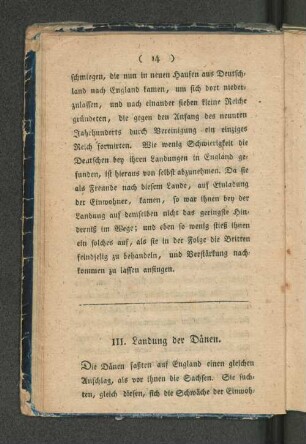 ( 14 )
schmiegen, die nun in neuen Haufen aus Deutsch-
land nach England kamen, um sich dort nieder-
zulassen, und nach einander sieben kleine Reiche
gründeten, die gegen den Anfang des neunten
Jahrhunderts durch Vereinigung ein einziges
Reich formirten. Wie wenig Schwierigkeit die
Deutschen bey ihren Landungen in England ge-
funden, ist hieraus von selbst abzunehmen. Da sie
als Freunde nach diesem Lande, auf Einladung
der Einwohner, kamen, so war ihnen bey der
Landung auf demselben nicht das geringste Hin-
derniß im Wege; und eben so wenig stieß ihnen
ein solches auf, als sie in der Folge die Britten
feindselig zu behandeln, und Verstärkung nach-
kommen zu lassen anfingen.
III. Landung der Dänen.
Die Dänen faßten auf England einen gleichen
Anschlag, als vor ihnen die Sachsen. Sie such-
ten, gleich diesen, sich die Schwäche der Einwoh-